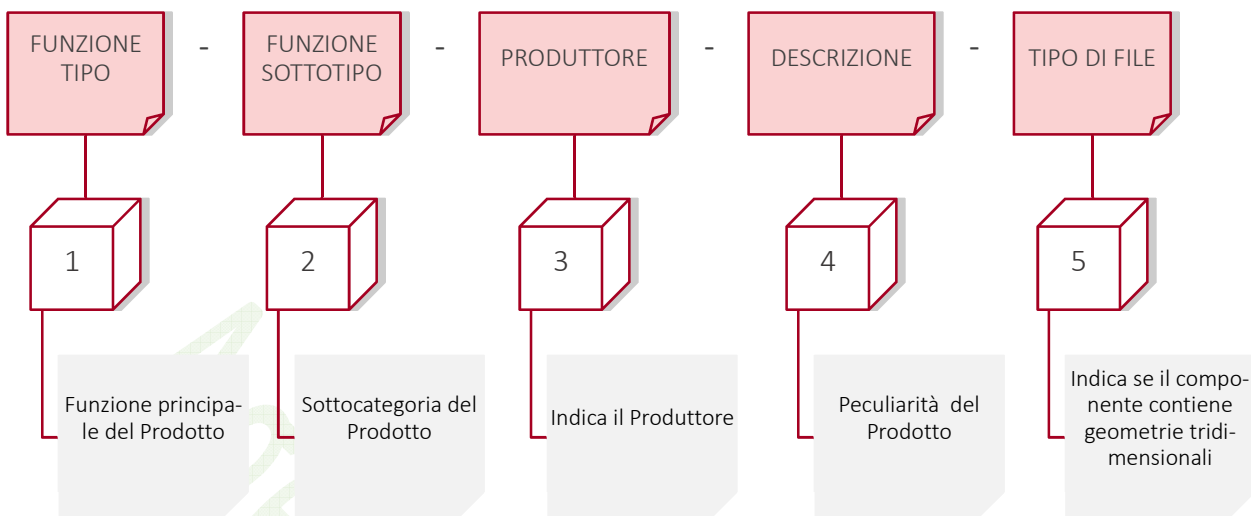 FUNZIONE
TIPO
-
FUNZIONE
SOTTOTIPO
-
PRODUTTORE
-
DESCRIZIONE
-
TIPO DI FILE
1
2
3
4
5
Funzione principa-
le del Prodotto
Sottocategoria del
Prodotto
Indica il Produttore
Peculiarità del
Prodotto
Indica se il compo-
nente contiene
geometrie tridi-
mensionali